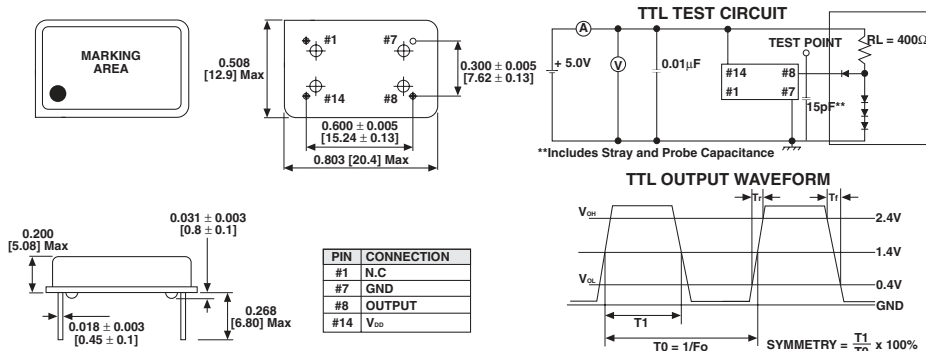 MARKING
AREA
0.508
[12.9] Max
#1
#7
#14
#8
0.300 ± 0.005
[7.62 ± 0.13]
0.600 ± 0.005
[15.24 ± 0.13]
0.803 [20.4] Max
TTL TEST CIRCUIT
A
V
+ 5.0V
0.01µF
TEST POINT
RL = 400Ω
#14 #8
#1 #7
15pF**
**Includes Stray and Probe Capacitance
0.200
[5.08] Max
0.031 ± 0.003
[0.8 ± 0.1]
0.018 ± 0.003
[0.45 ± 0.1]
0.268
[6.80] Max
PIN CONNECTION
#1 N.C
#7 GND
#8 OUTPUT
#14 VDD
TTL OUTPUT WAVEFORM
Tr
Tf
VOH
2.4V
1.4V
VOL
0.4V
GND
T1
T0 = 1/Fo
SYMMETRY = T1/T0 x 100%